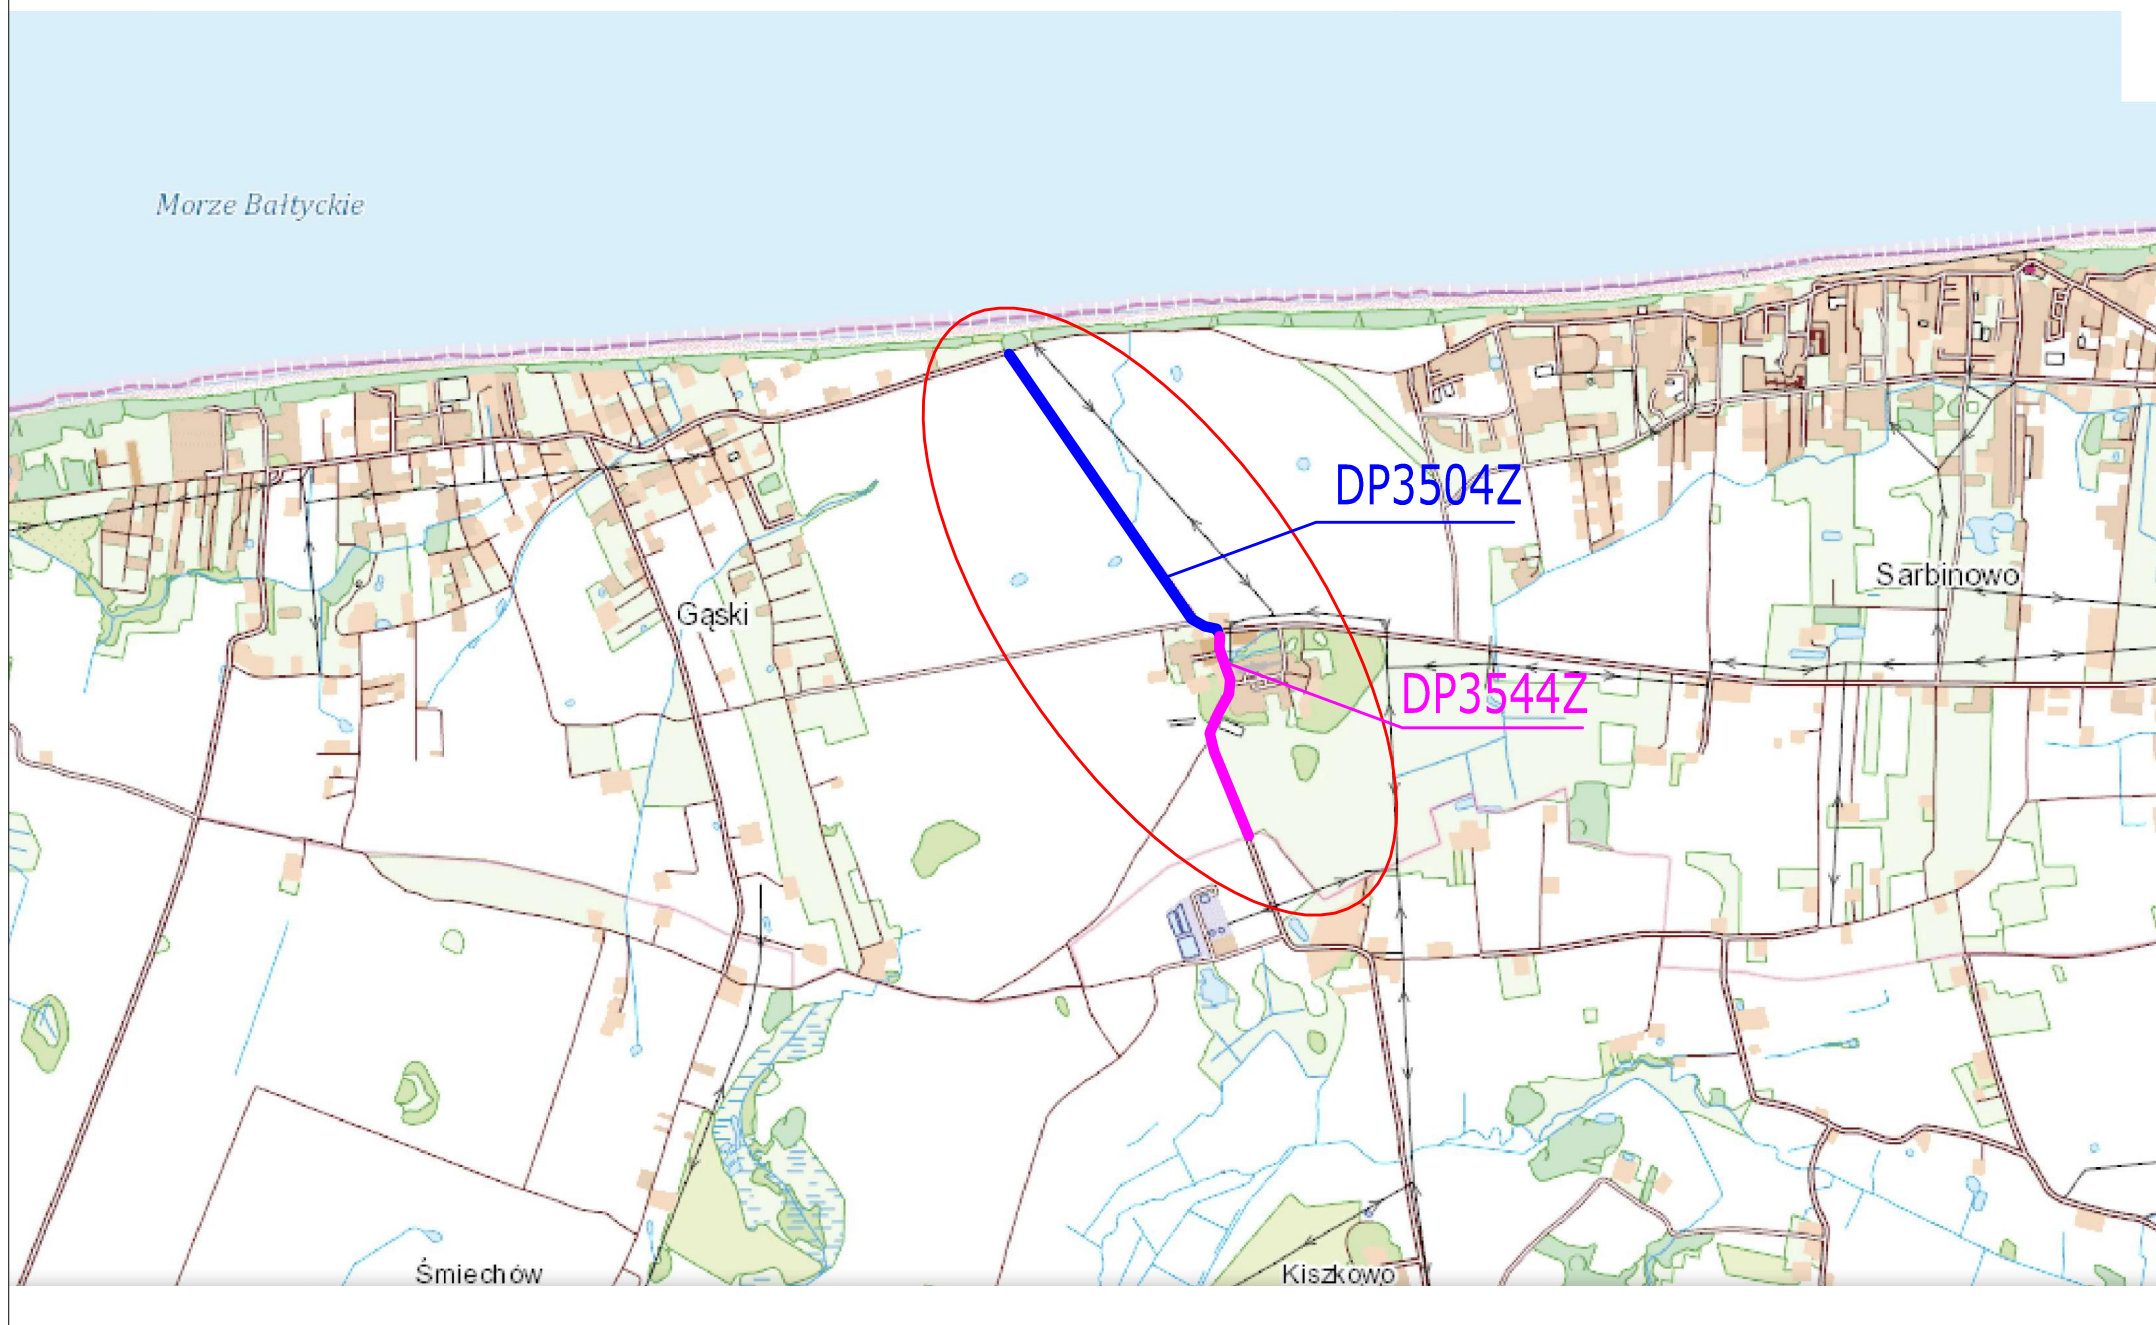 Morze Bałtyckie
DP3504Z
Sarbinowo
Gąski
DP3544Z
Śmiechów
Kiszkowo